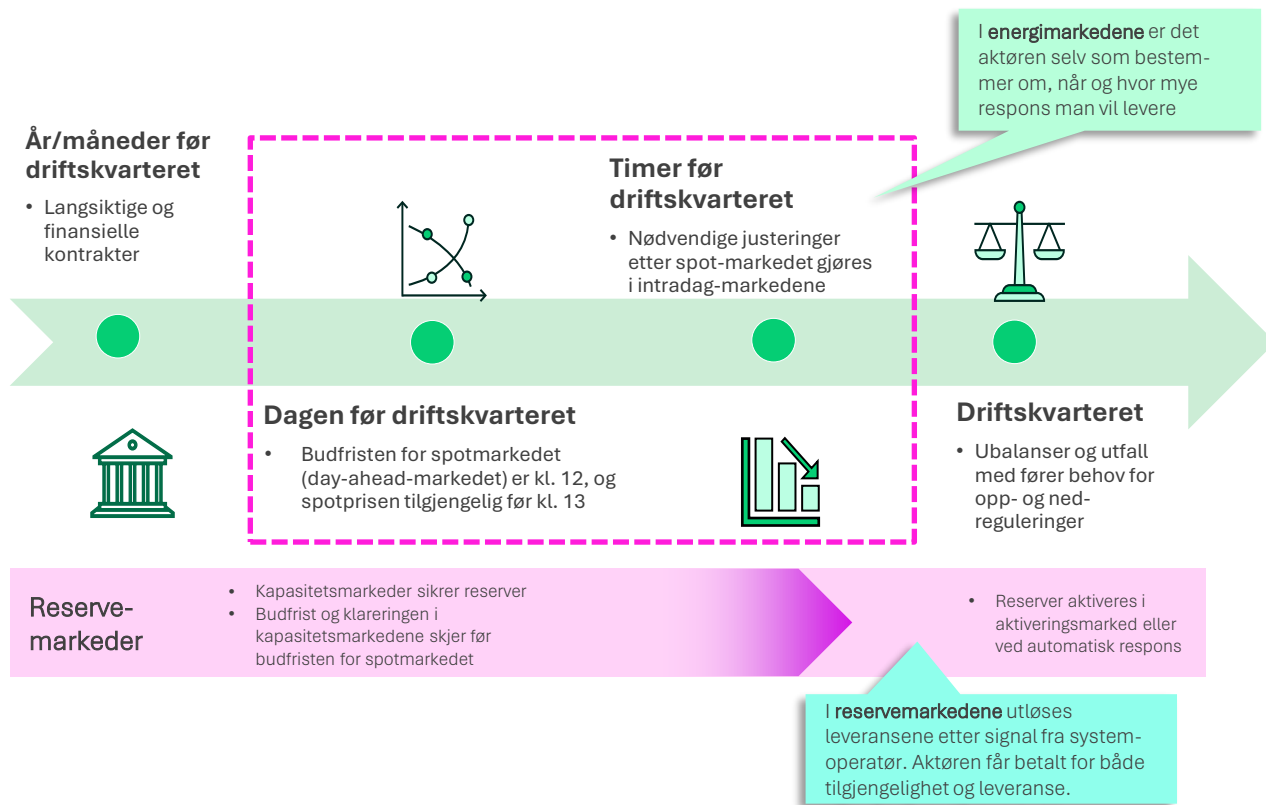 I energimarkedene er det
aktøren selv som bestem-
mer om, når og hvor mye
respons man vil levere
År/måneder før
driftskvarteret
• Langsiktige og
finansielle
kontrakter
Timer før
driftskvarteret
• Nødvendige justeringer
etter spot-markedet gjøres
i intradag-markedene
Dagen før driftskvarteret
• Budfristen for spotmarkedet
(day-ahead-markedet) er kl. 12, og
spotprisen tilgjengelig før kl. 13
Driftskvarteret
• Ubalanser og utfall
med fører behov for
opp- og ned-
reguleringer
Reserve-
markeder
• Kapasitetsmarkeder sikrer reserver
• Budfrist og klareringen i
kapasitetsmarkedene skjer før
budfristen for spotmarkedet
• Reserver aktiveres i
aktiveringsmarked eller
ved automatisk respons
I reservemarkedene utløses
leveransene etter signal fra system-
operatør. Aktøren får betalt for både
tilgjengelighet og leveranse.